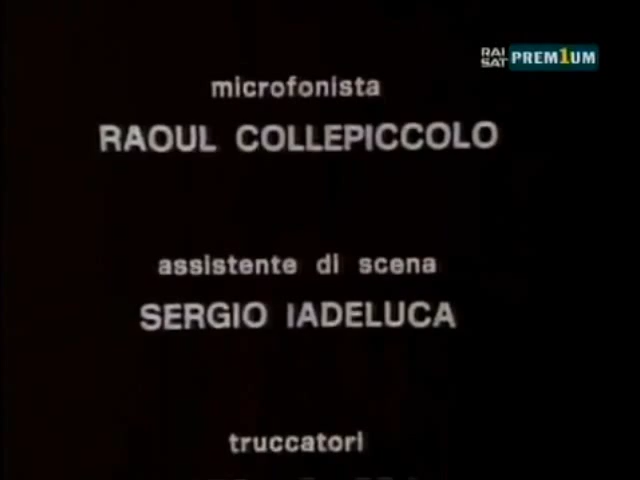 RAI
SAT PREM1UM
microfonista
RAOUL COLLEPICCOLO
assistente di scena
SERGIO IADELUCA
truccatori